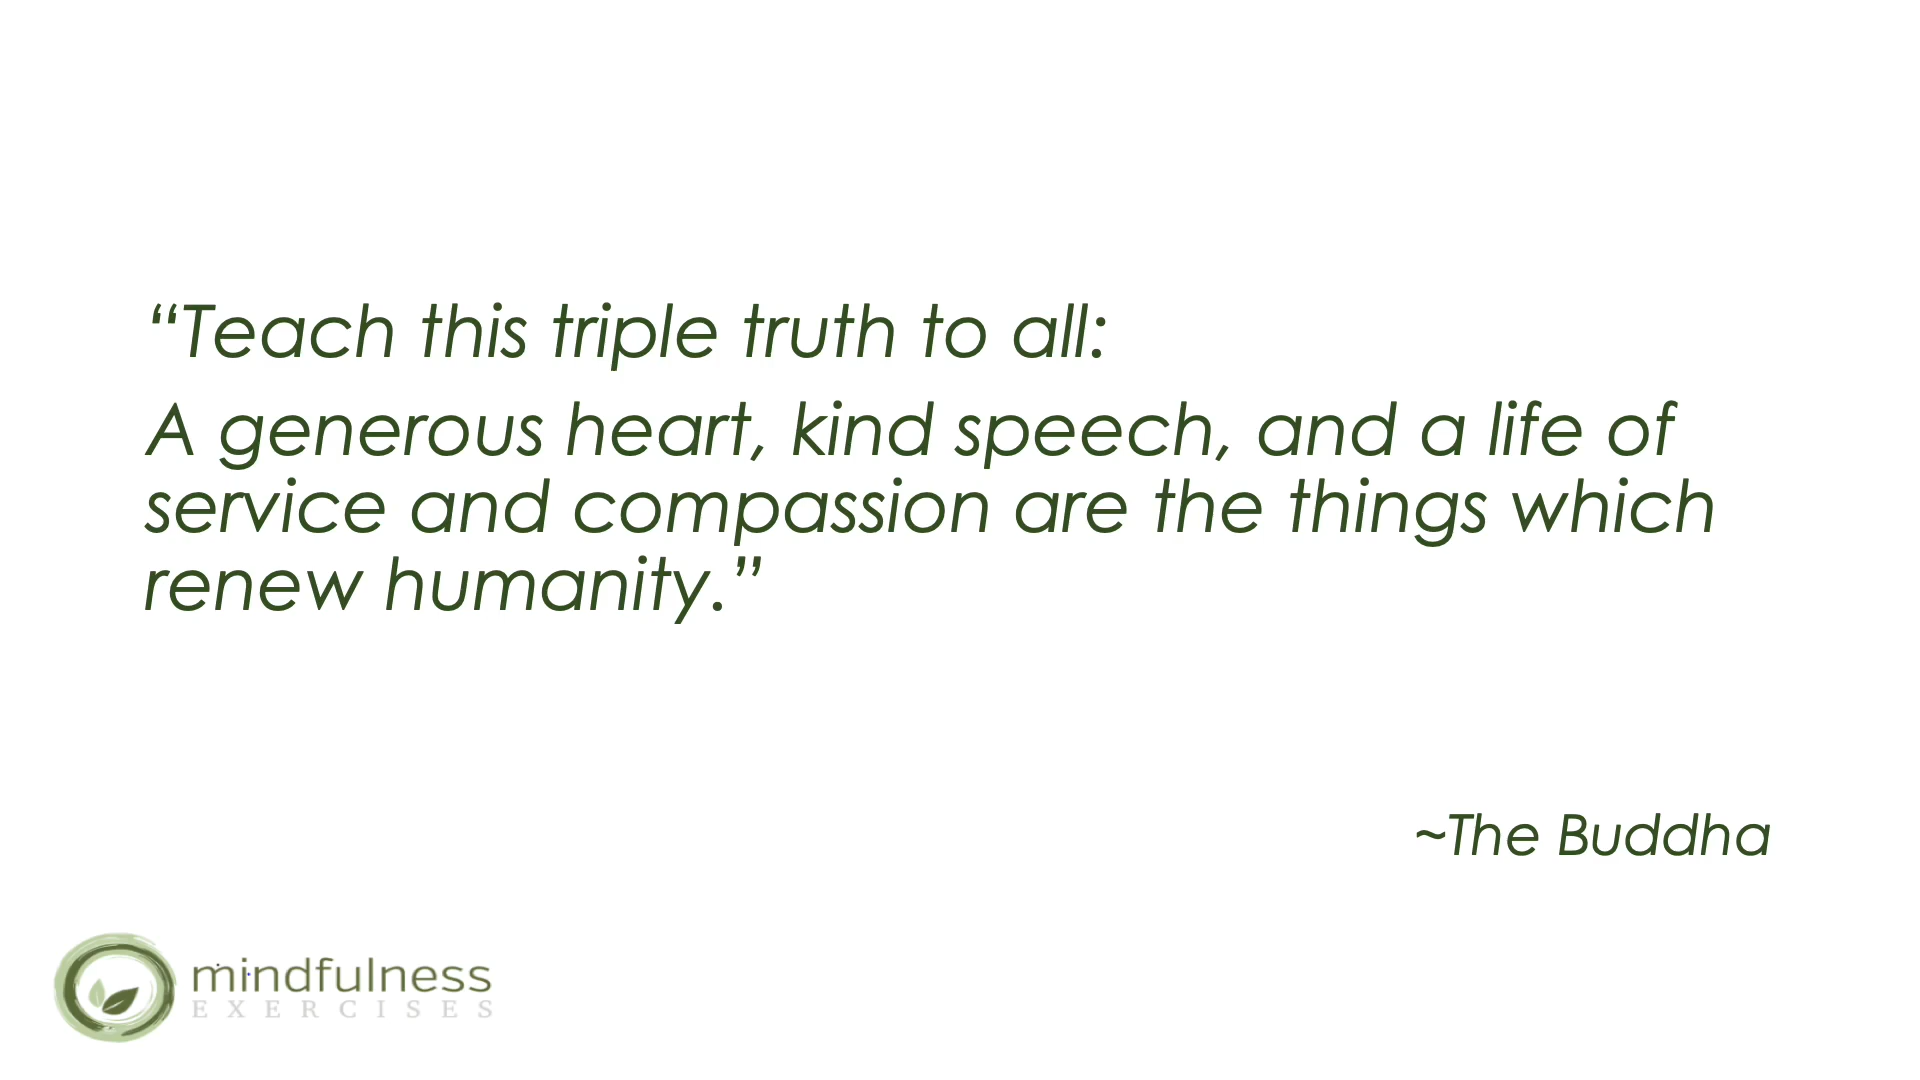 “Teach this triple truth to all:
A generous heart, kind speech, and a life of
service and compassion are the things which
renew humanity.”
~The Buddha
mindfulness
EXERCISES